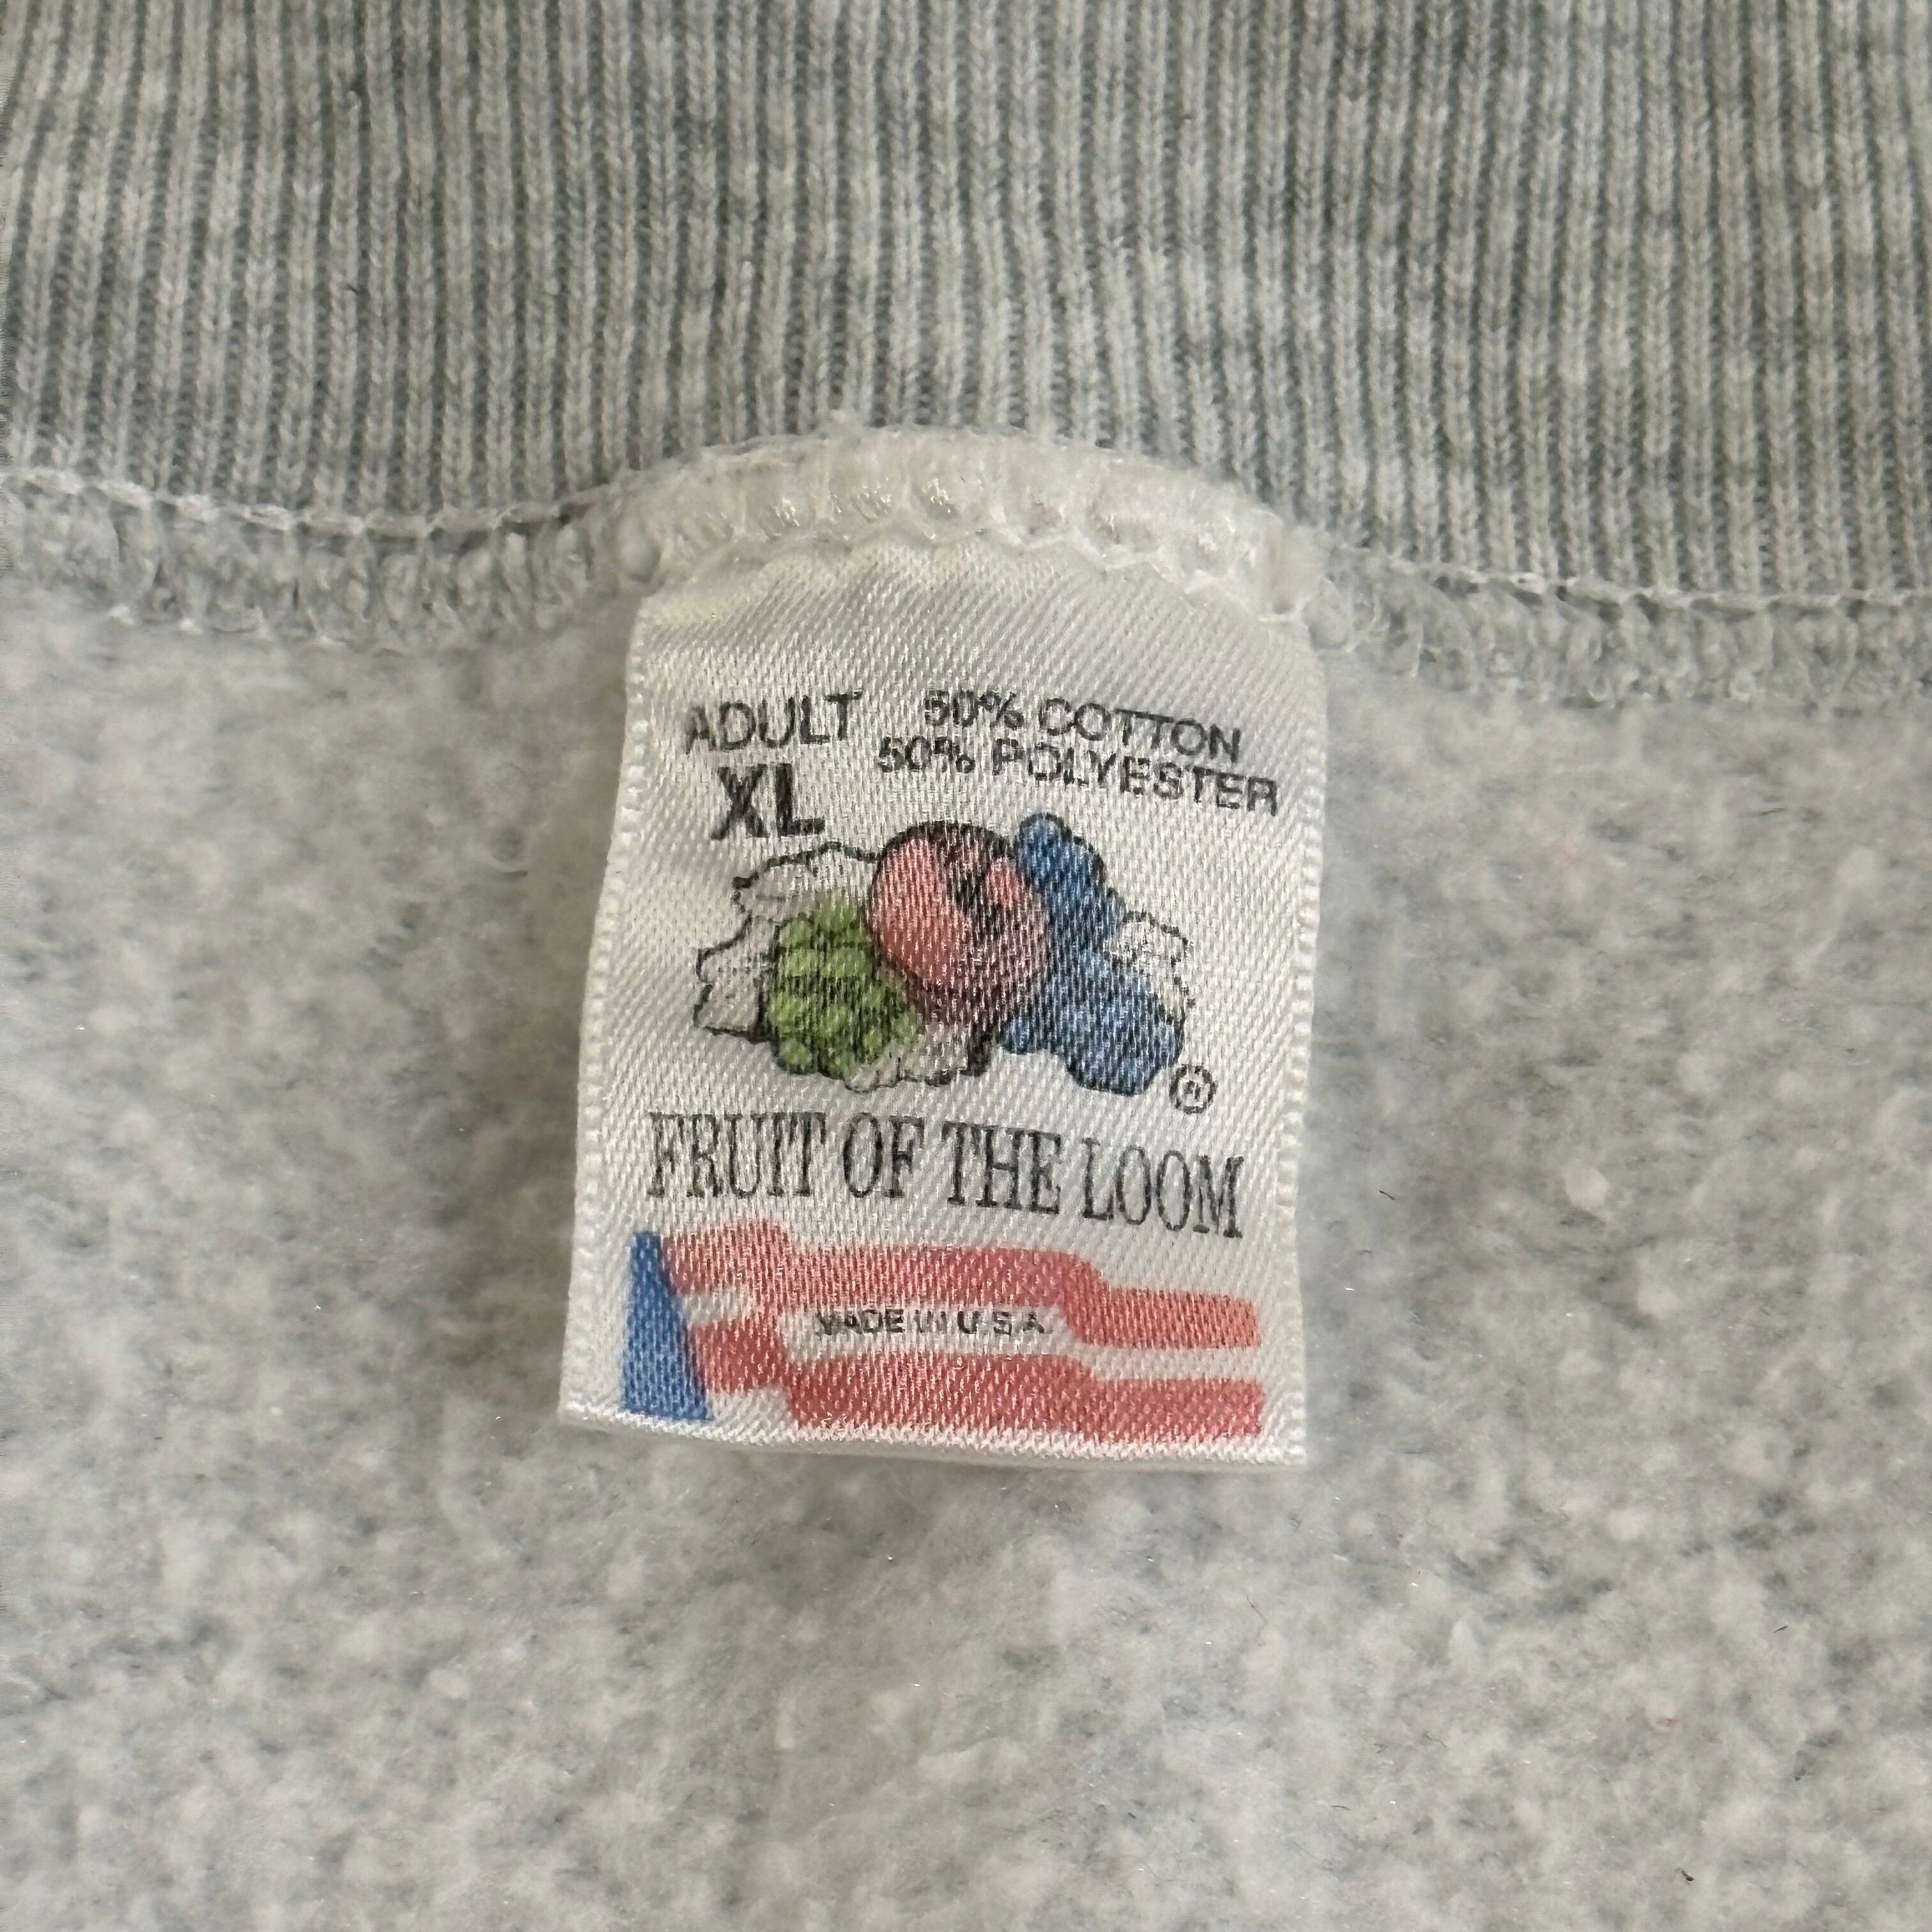 ADULT 50% COTTON
XL 50% POLYESTER
®
FRUIT OF THE LOOM
MADE IN U.S.A.